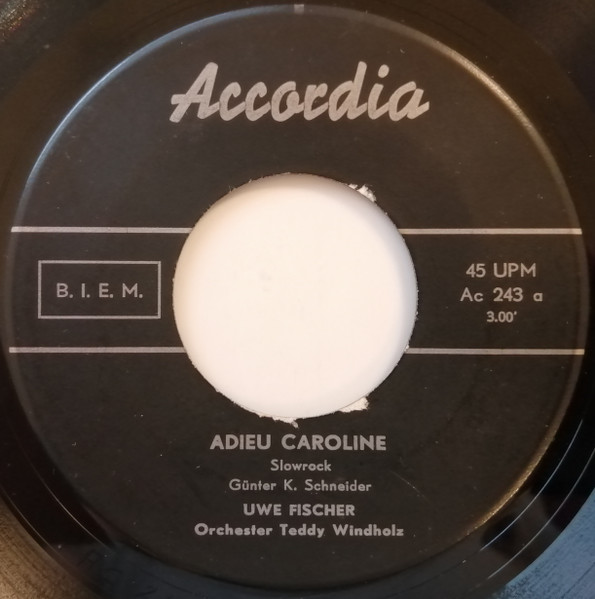 Accordia
B. I. E. M.
45 UPM
Ac 243 a
3.00'
ADIEU CAROLINE
Slowrock
Günter K. Schneider
UWE FISCHER
Orchester Teddy Windholz